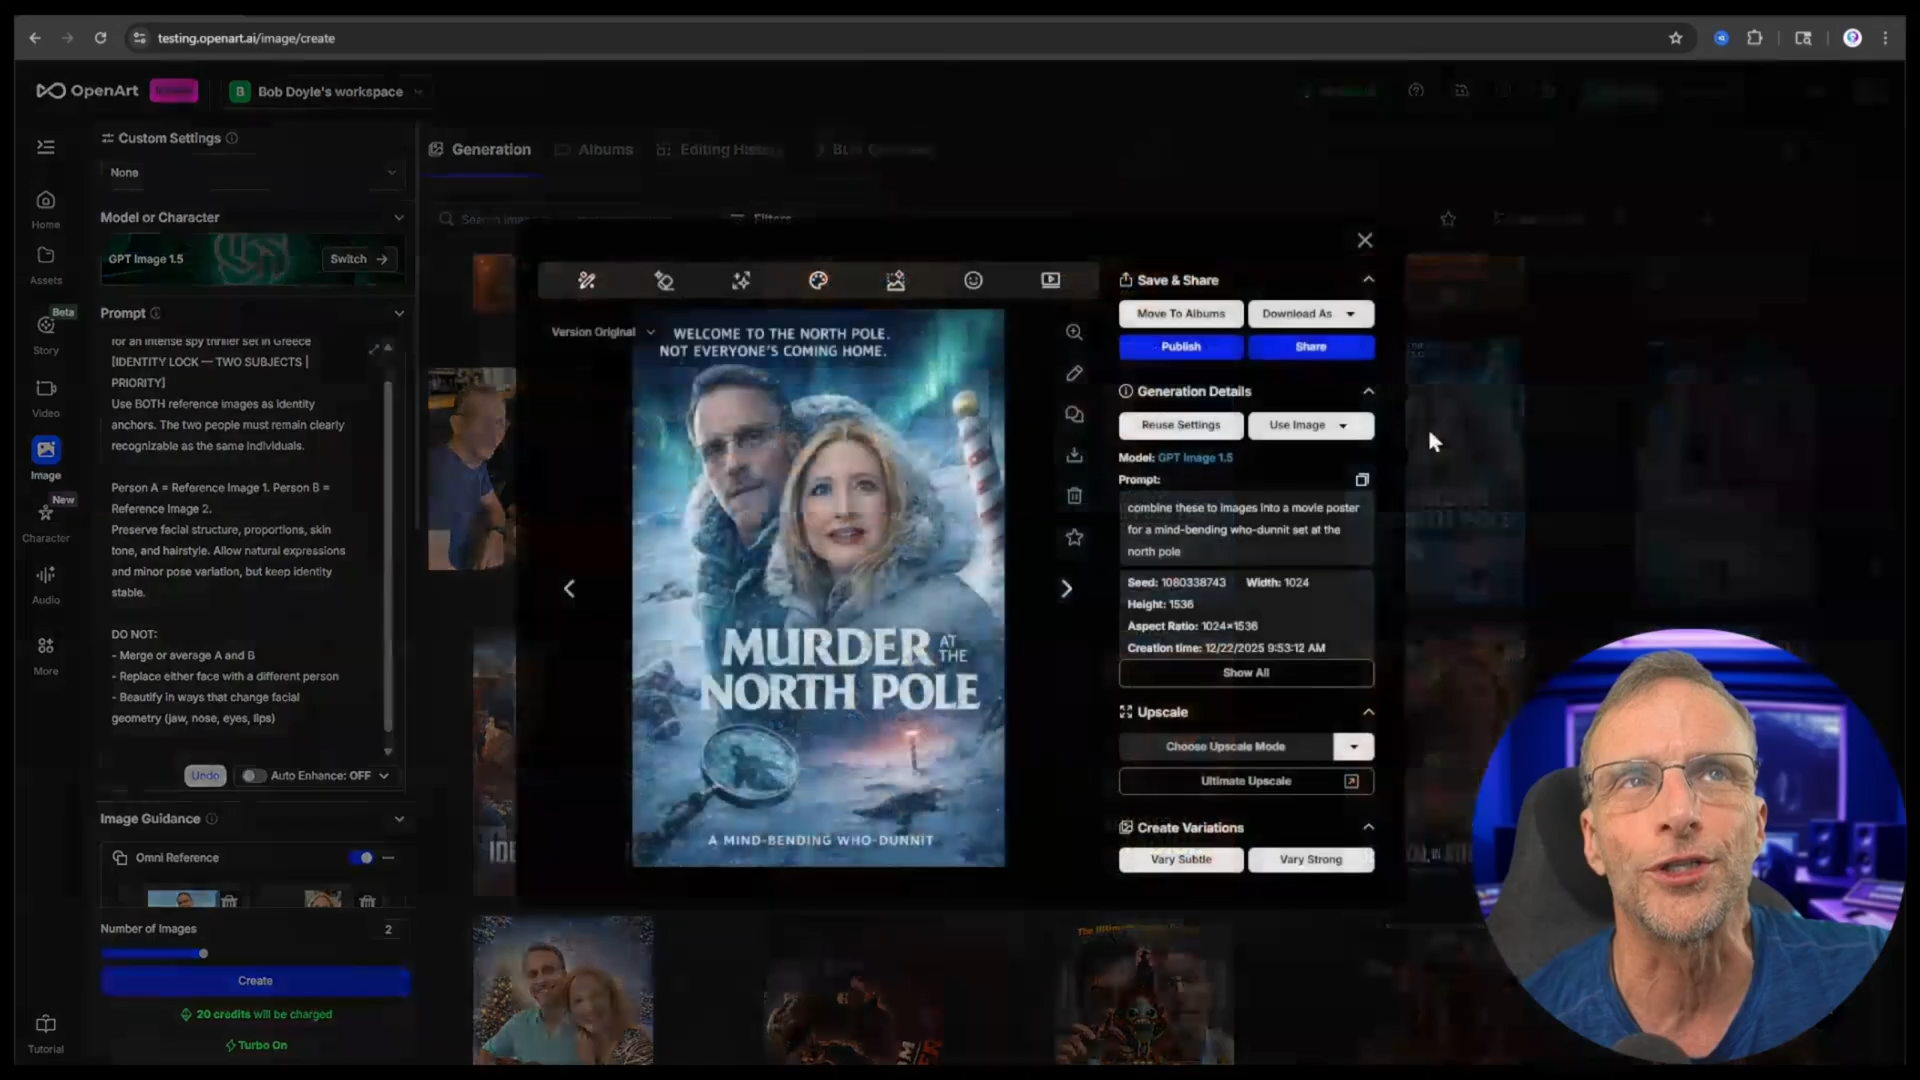 testing.openart.ai/image/create
OpenArt
B Bob Doyle's workspace
Custom Settings
None
Model or Character
GPT Image 1.5
Switch
Prompt
for an intense spy thriller set in Greece
[IDENTITY LOCK — TWO SUBJECTS |
PRIORITY]
Use BOTH reference images as identity
anchors. The two people must remain clearly
recognizable as the same individuals.
Person A = Reference Image 1. Person B =
Reference Image 2.
Preserve facial structure, proportions, skin
tone, and hairstyle. Allow natural expressions
and minor pose variation, but keep identity
stable.
DO NOT:
- Merge or average A and B
- Replace either face with a different person
- Beautify in ways that change facial
geometry (jaw, nose, eyes, lips)
Undo
Auto Enhance: OFF
Image Guidance
Omni Reference
Number of Images
2
Create
20 credits will be charged
Turbo On
Home
Assets
Beta
Story
Video
Image
New
Character
Audio
More
Tutorial
Generation
Albums
Editing
Filters
Version Original
WELCOME TO THE NORTH POLE.
NOT EVERYONE'S COMING HOME.
MURDER AT THE
NORTH POLE
A MIND-BENDING WHO-DUNNIT
Save & Share
Move To Albums
Download As
Publish
Share
Generation Details
Reuse Settings
Use Image
Model: GPT Image 1.5
Prompt:
combine these to images into a movie poster
for a mind-bending who-dunnit set at the
north pole
Seed: 1080338743 Width: 1024
Height: 1536
Aspect Ratio: 1024×1536
Creation time: 12/22/2025 9:53:12 AM
Show All
Upscale
Choose Upscale Mode
Ultimate Upscale
Create Variations
Vary Subtle
Vary Strong